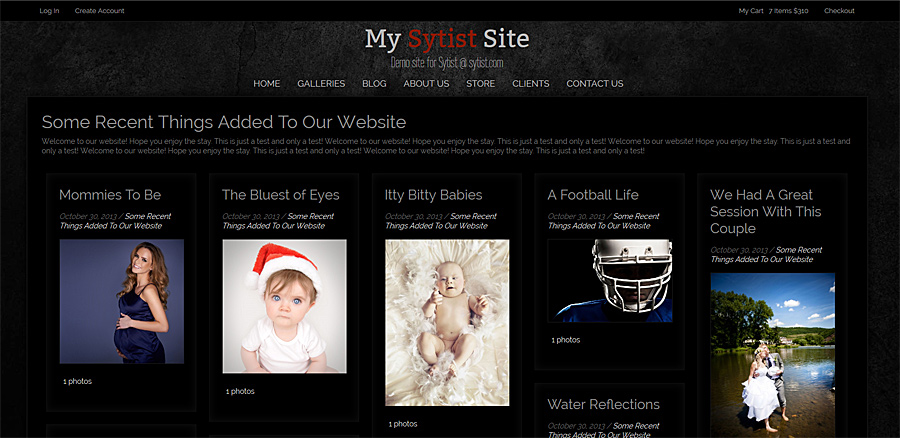 Log In Create Account My Cart 7 Items $310 Checkout
My Sytist Site
Demo site for Sytist @ sytist.com
HOME GALLERIES BLOG ABOUT US STORE CLIENTS CONTACT US
Some Recent Things Added To Our Website
Welcome to our website! Hope you enjoy the stay. This is just a test and only a test! Welcome to our website! Hope you enjoy the stay. This is just a test and only a test! Welcome to our website! Hope you enjoy the stay. This is just a test and
only a test! Welcome to our website! Hope you enjoy the stay. This is just a test and only a test! Welcome to our website! Hope you enjoy the stay. This is just a test and only a test!
Mommies To Be
October 30, 2013 / Some Recent
Things Added To Our Website
1 photos
The Bluest of Eyes
October 30, 2013 / Some Recent
Things Added To Our Website
1 photos
Itty Bitty Babies
October 30, 2013 / Some Recent
Things Added To Our Website
1 photos
A Football Life
October 30, 2013 / Some Recent
Things Added To Our Website
1 photos
Water Reflections
October 30, 2013 / Some Recent
Things Added To Our Website
We Had A Great
Session With This
Couple
October 30, 2013 / Some Recent
Things Added To Our Website